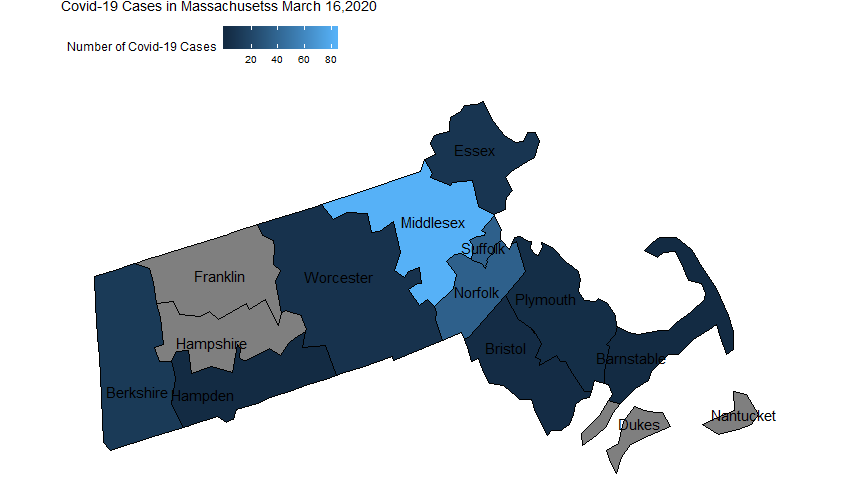 Covid-19 Cases in Massachusetss March 16,2020
Number of Covid-19 Cases
20 40 60 80
Essex
Middlesex
Suffolk
Franklin
Worcester
Norfolk
Plymouth
Hampshire
Bristol
Barnstable
Berkshire
Hampden
Nantucket
Dukes